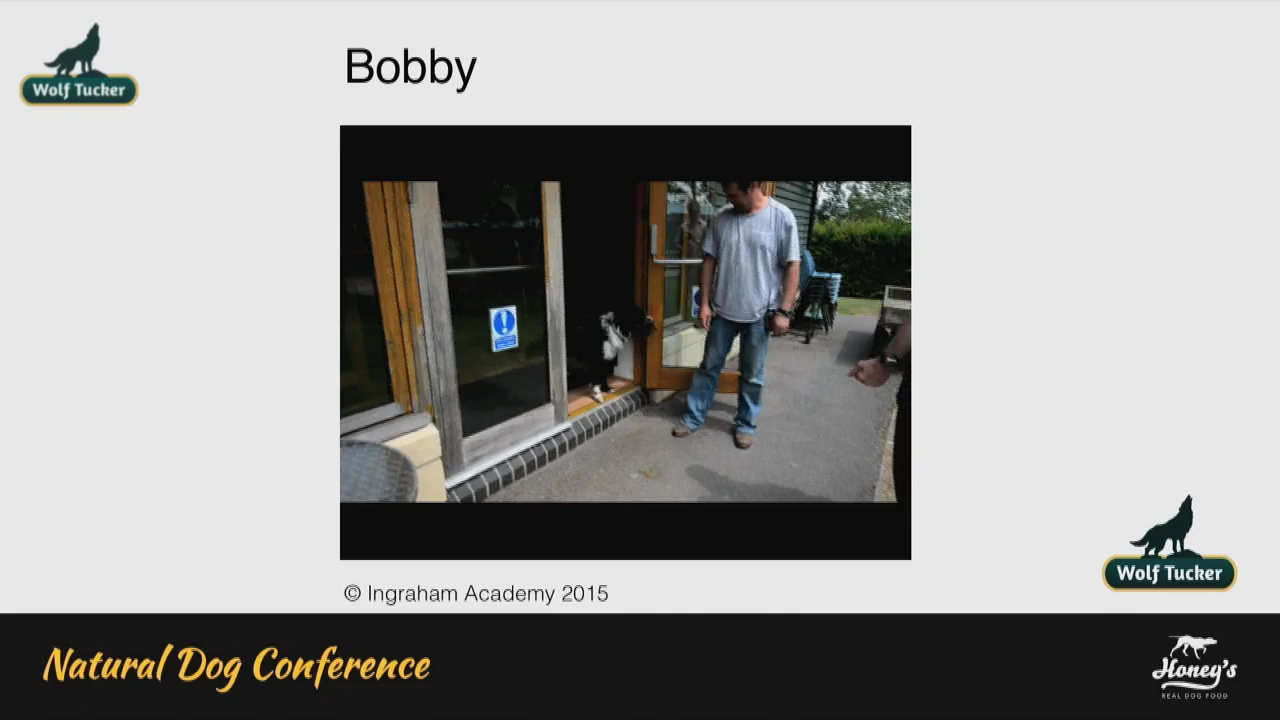 Wolf Tucker
Bobby
© Ingraham Academy 2015
Wolf Tucker
Natural Dog Conference
Honey's
REAL DOG FOOD